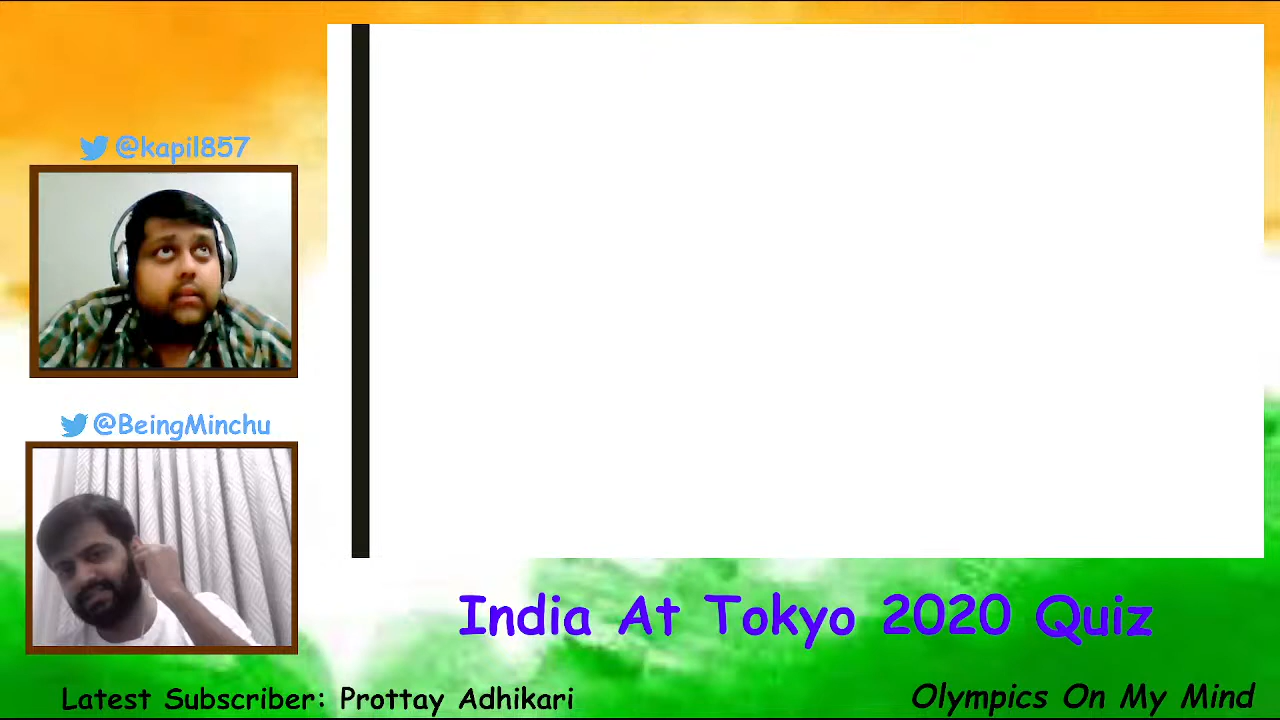 @kapil857
@BeingMinchu
India At Tokyo 2020 Quiz
Latest Subscriber: Prottay Adhikari
Olympics On My Mind